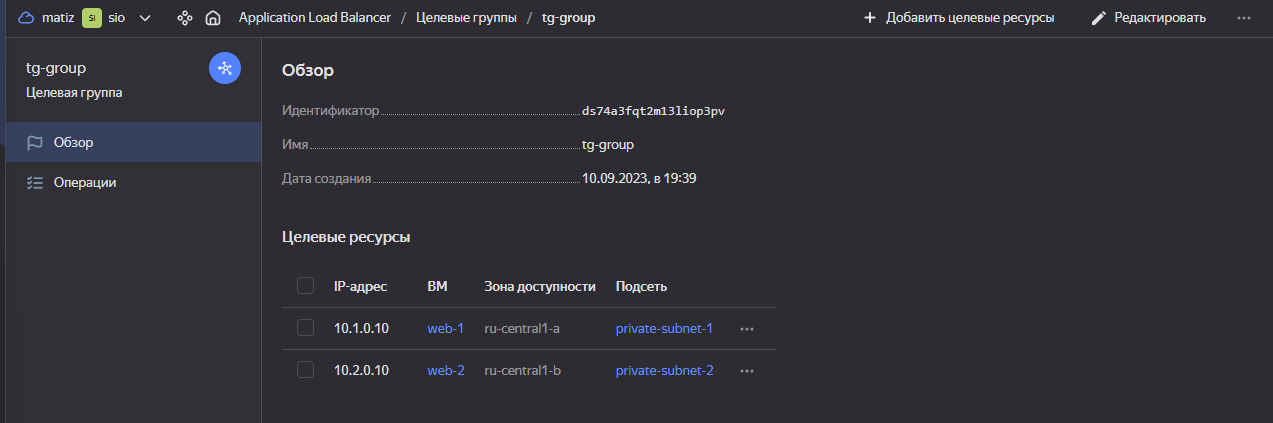 matiz SI sio Application Load Balancer / Целевые группы / tg-group + Добавить целевые ресурсы Редактировать ...
tg-group
Целевая группа
Обзор
Операции
Обзор
Идентификатор ds74a3fqt2m13liop3pv
Имя tg-group
Дата создания 10.09.2023, в 19:39
Целевые ресурсы
IP-адрес ВМ Зона доступности Подсеть
10.1.0.10 web-1 ru-central1-a private-subnet-1 ...
10.2.0.10 web-2 ru-central1-b private-subnet-2 ...